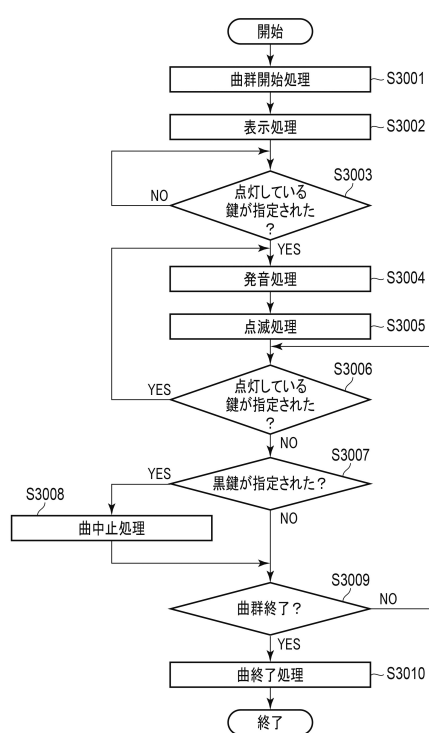 開始
曲群開始処理
S3001
表示処理
S3002
S3003
点灯している
鍵が指定された
?
NO
YES
発音処理
S3004
点滅処理
S3005
S3006
点灯している
鍵が指定された
?
YES
NO
S3007
黒鍵が指定された?
YES
NO
S3008
曲中止処理
S3009
曲群終了?
NO
YES
曲終了処理
S3010
終了